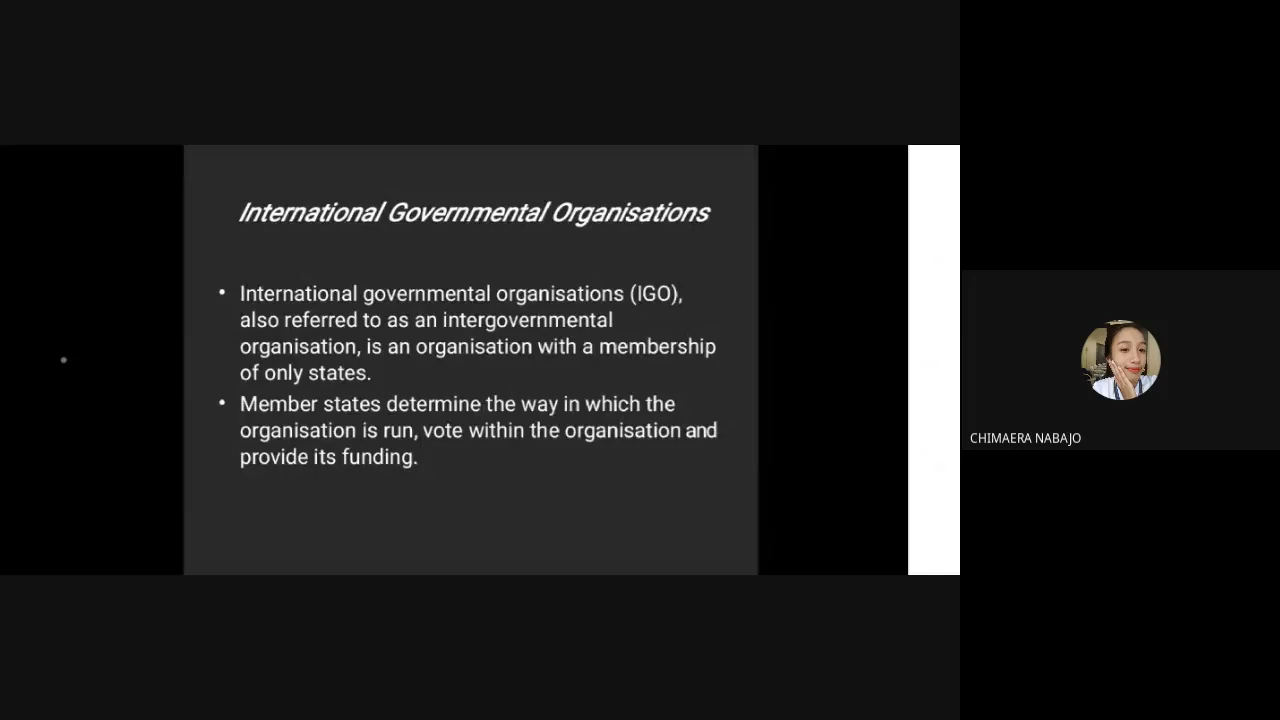 International Governmental Organisations
• International governmental organisations (IGO),
also referred to as an intergovernmental
organisation, is an organisation with a membership
of only states.
• Member states determine the way in which the
organisation is run, vote within the organisation and
provide its funding.
CHIMAERA NABAJO